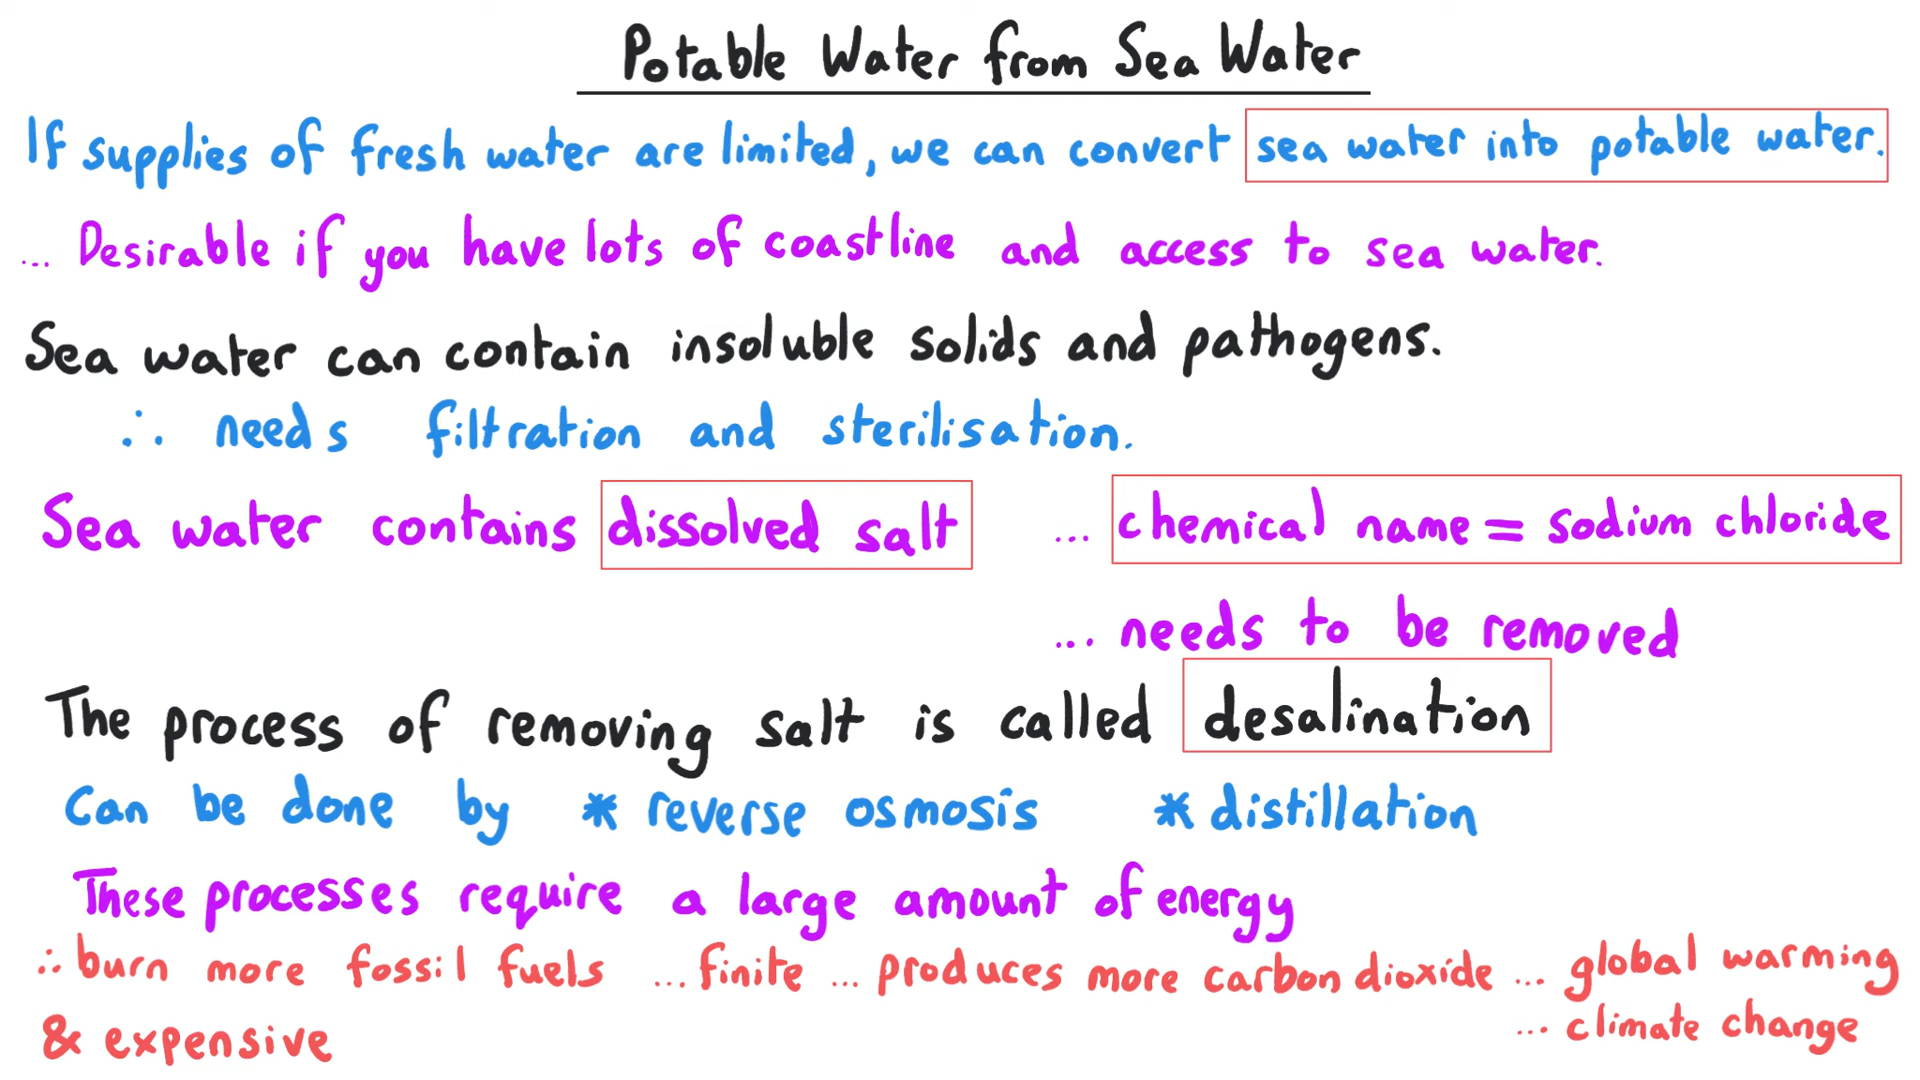 Potable Water from Sea Water
If supplies of fresh water are limited, we can convert sea water into potable water.
... Desirable if you have lots of coastline and access to sea water.
Sea water can contain insoluble solids and pathogens.
∴ needs filtration and sterilisation.
Sea water contains dissolved salt ... chemical name = sodium chloride
... needs to be removed
The process of removing salt is called desalination
Can be done by * reverse osmosis * distillation
These processes require a large amount of energy
∴ burn more fossil fuels ... finite ... produces more carbon dioxide ... global warming
& expensive ... climate change